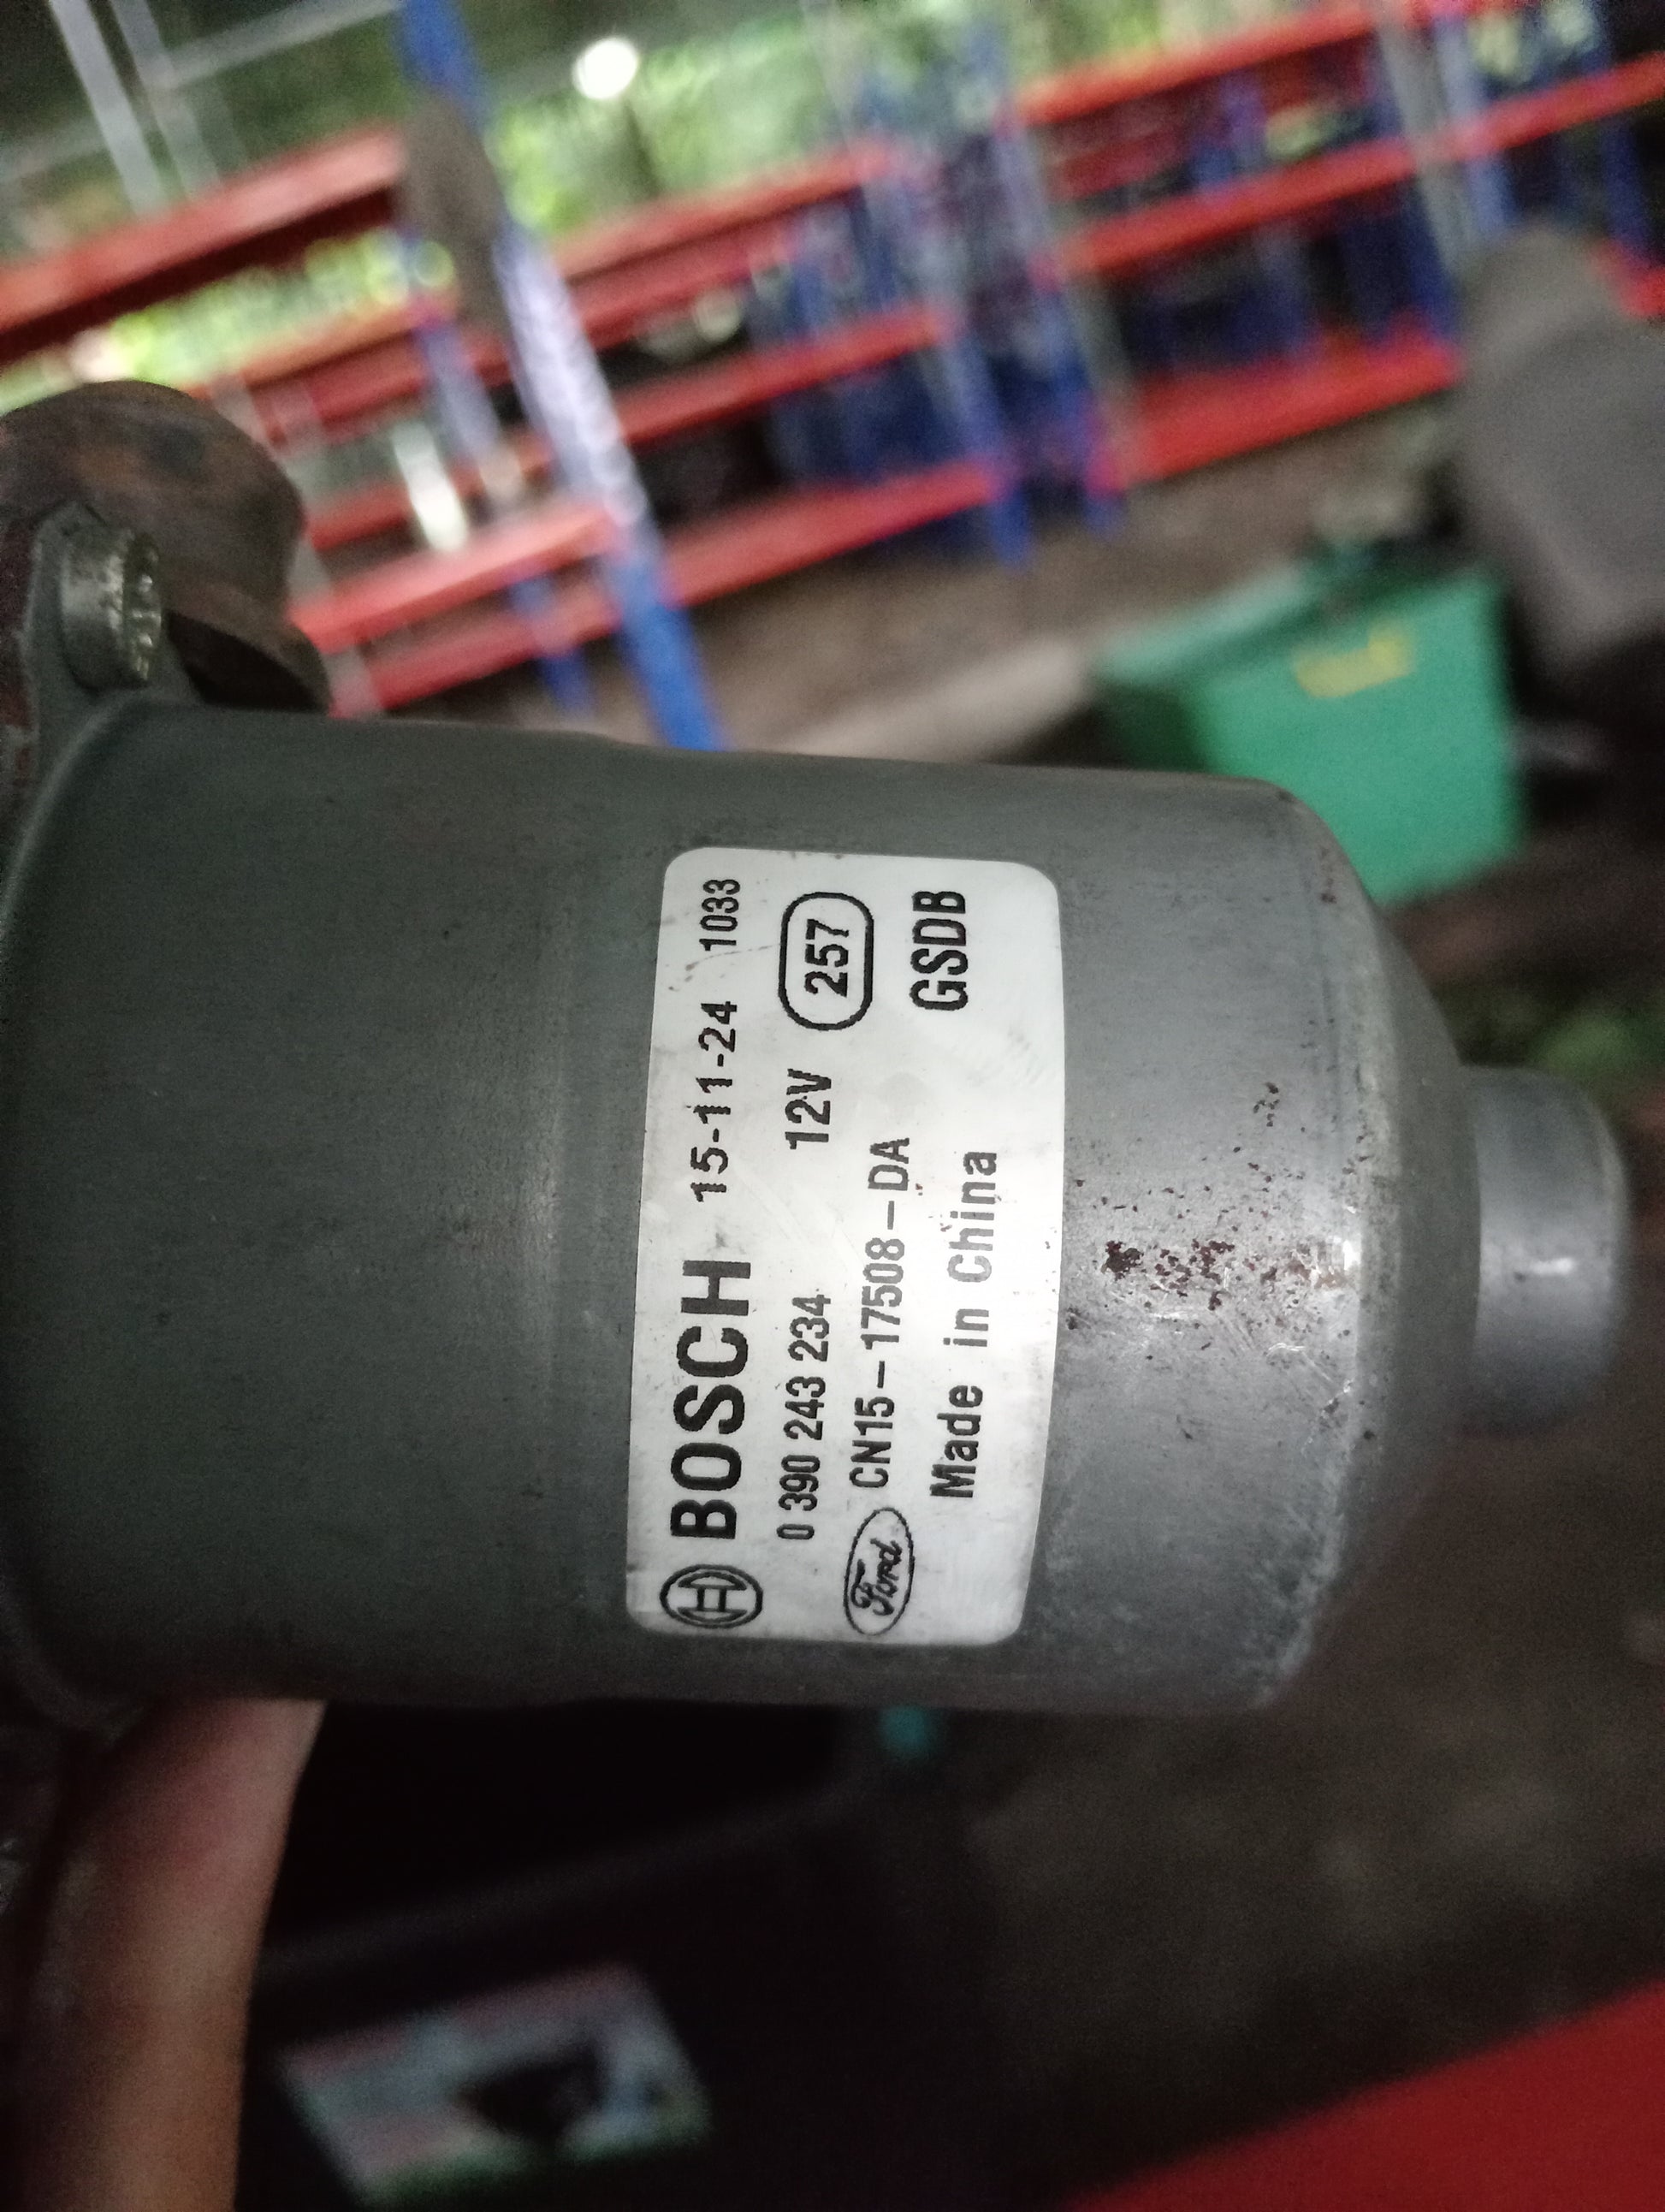 BOSCH 15-11-24 1033
0 390 243 234 12V 257
Ford CN15-17508-DA GSDB
Made in China